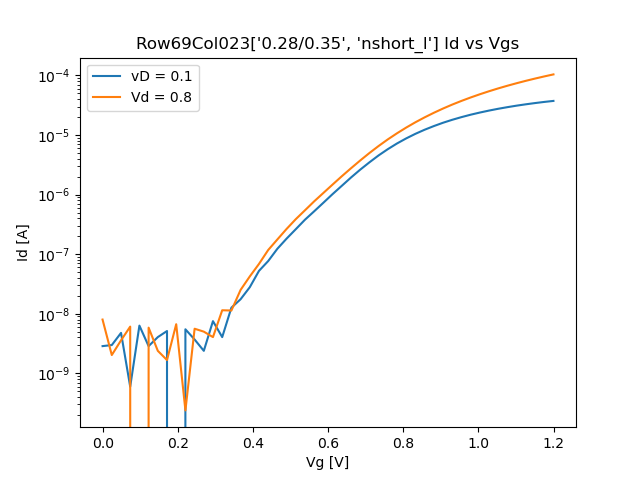 Row69Col023['0.28/0.35', 'nshort_l'] Id vs Vgs
vD = 0.1
Vd = 0.8
Id [A]
10⁻⁴
10⁻⁵
10⁻⁶
10⁻⁷
10⁻⁸
10⁻⁹
0.0 0.2 0.4 0.6 0.8 1.0 1.2
Vg [V]